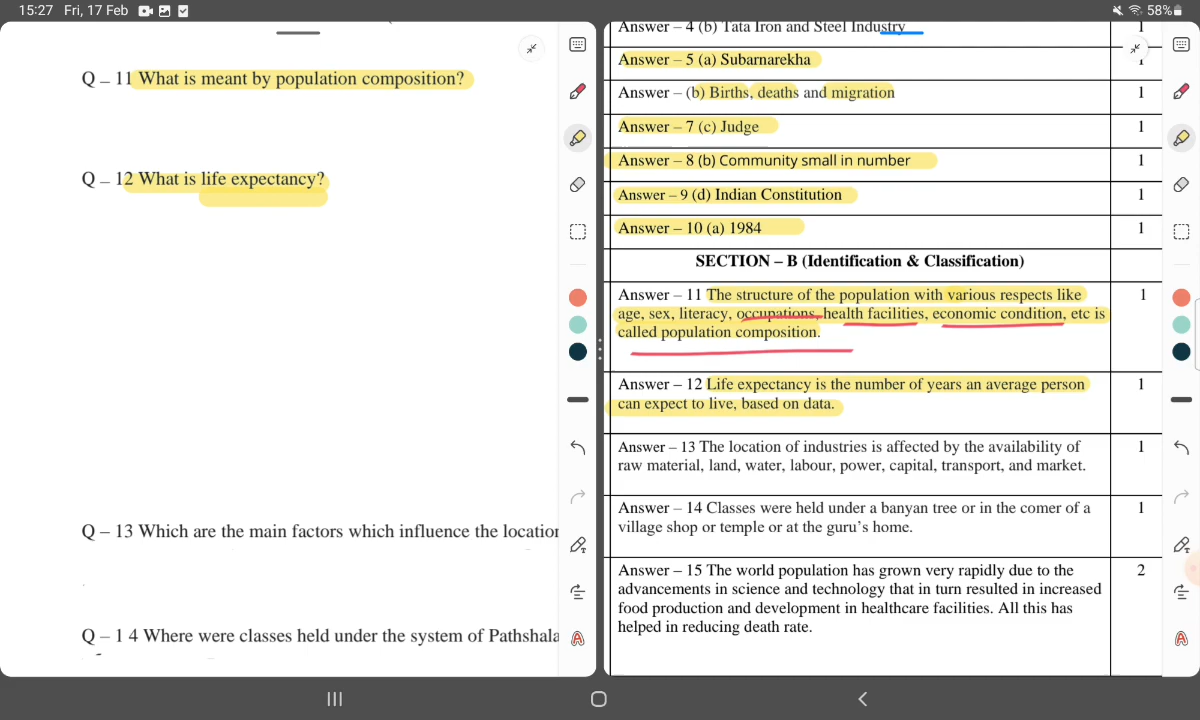 15:27 Fri, 17 Feb
58%
Q – 11 What is meant by population composition?
Q – 12 What is life expectancy?
Q – 13 Which are the main factors which influence the location
Q – 1 4 Where were classes held under the system of Pathshala
Answer – 4 (b) Tata Iron and Steel Industry
1
Answer – 5 (a) Subarnarekha
1
Answer – (b) Births, deaths and migration
1
Answer – 7 (c) Judge
1
Answer – 8 (b) Community small in number
1
Answer – 9 (d) Indian Constitution
1
Answer – 10 (a) 1984
1
SECTION – B (Identification & Classification)
Answer – 11 The structure of the population with various respects like
1
age, sex, literacy, occupations, health facilities, economic condition, etc is
called population composition.
Answer – 12 Life expectancy is the number of years an average person
1
can expect to live, based on data.
Answer – 13 The location of industries is affected by the availability of
1
raw material, land, water, labour, power, capital, transport, and market.
Answer – 14 Classes were held under a banyan tree or in the comer of a
1
village shop or temple or at the guru's home.
Answer – 15 The world population has grown very rapidly due to the
2
advancements in science and technology that in turn resulted in increased
food production and development in healthcare facilities. All this has
helped in reducing death rate.